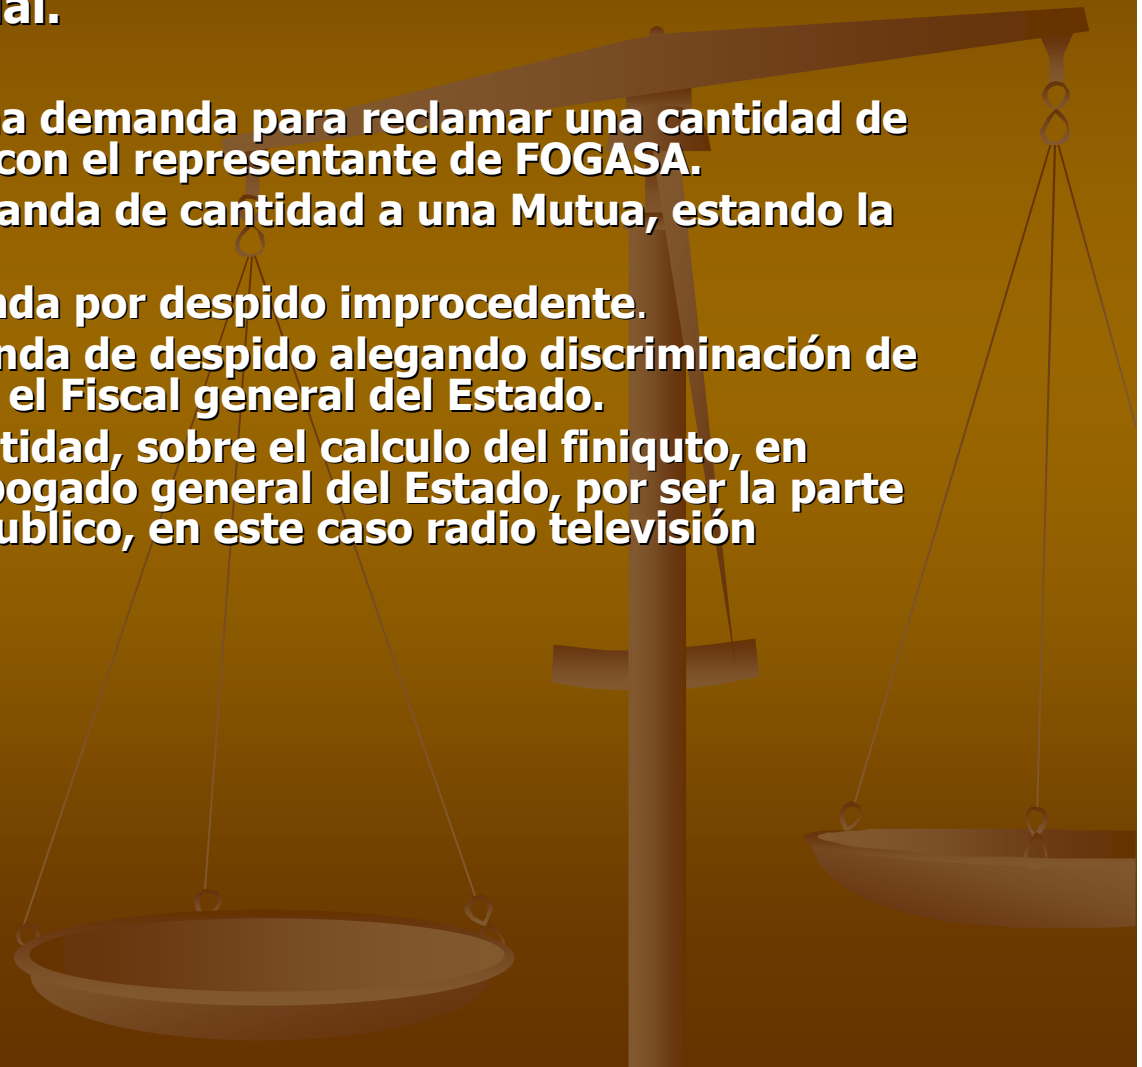 al.
a demanda para reclamar una cantidad de
con el representante de FOGASA.
anda de cantidad a una Mutua, estando la
nda por despido improcedente.
nda de despido alegando discriminación de
el Fiscal general del Estado.
tidad, sobre el calculo del finiquto, en
bogado general del Estado, por ser la parte
ublico, en este caso radio televisión